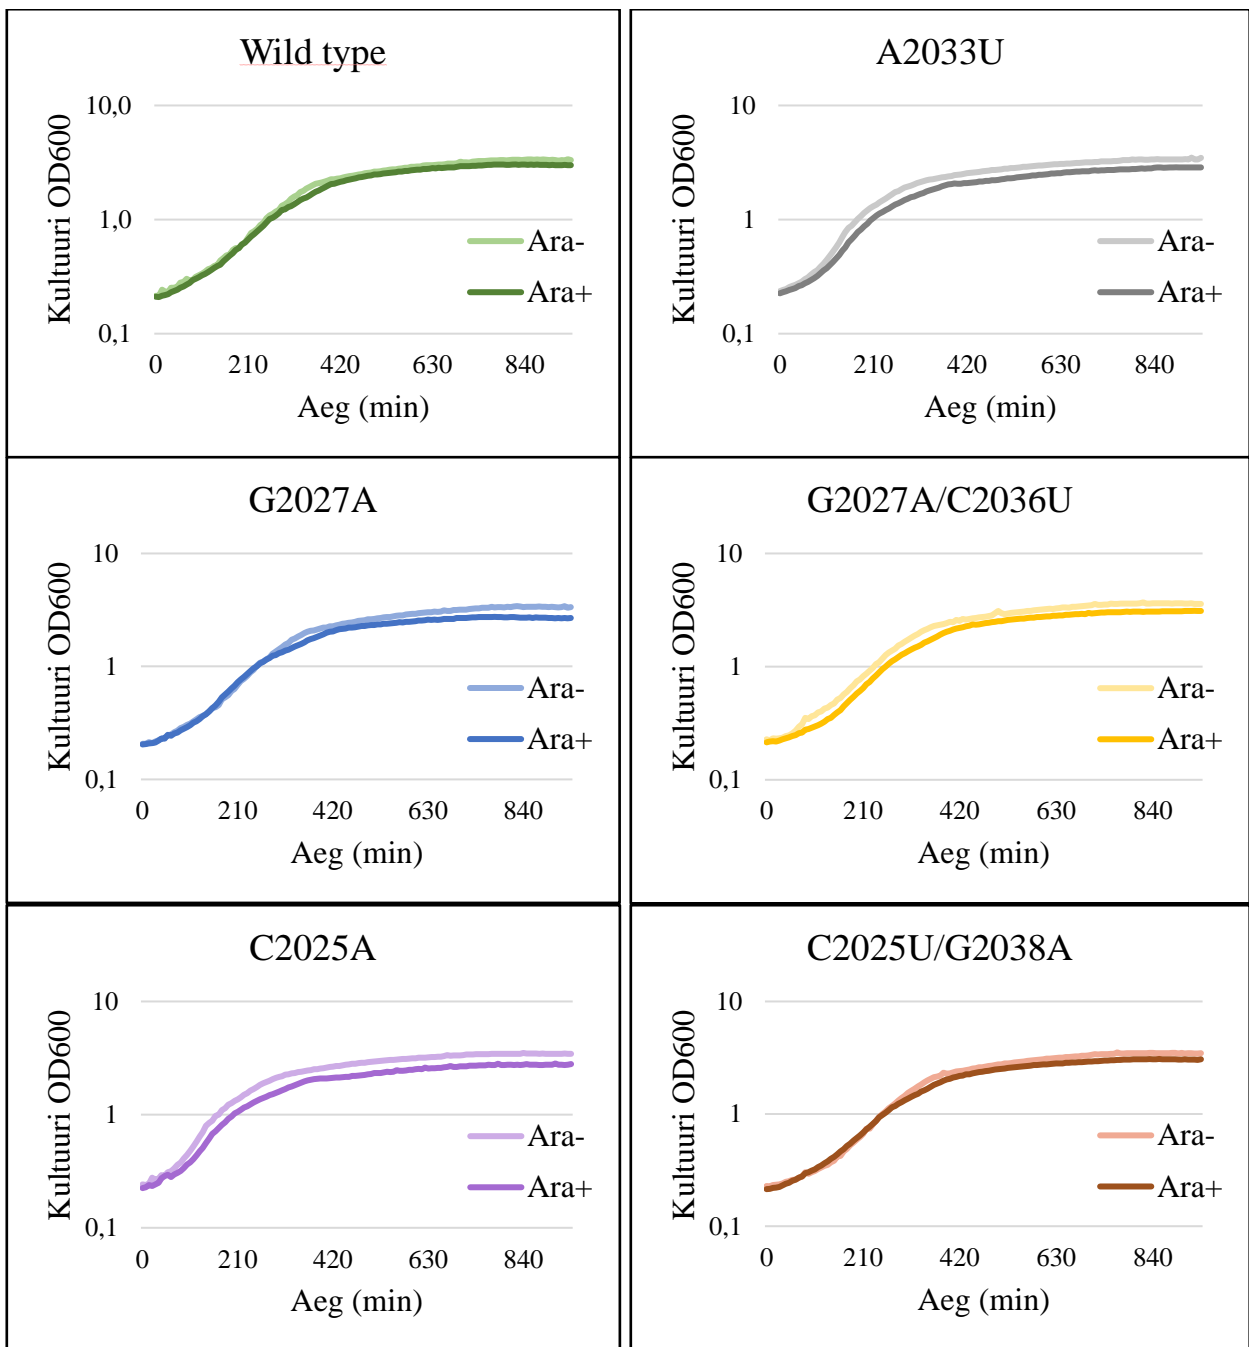 Wild type
Kultuuri OD600
10,0
1,0
0,1
Ara-
Ara+
0 210 420 630 840
Aeg (min)
A2033U
Kultuuri OD600
10
1
0,1
Ara-
Ara+
0 210 420 630 840
Aeg (min)
G2027A
Kultuuri OD600
10
1
0,1
Ara-
Ara+
0 210 420 630 840
Aeg (min)
G2027A/C2036U
Kultuuri OD600
10
1
0,1
Ara-
Ara+
0 210 420 630 840
Aeg (min)
C2025A
Kultuuri OD600
10
1
0,1
Ara-
Ara+
0 210 420 630 840
Aeg (min)
C2025U/G2038A
Kultuuri OD600
10
1
0,1
Ara-
Ara+
0 210 420 630 840
Aeg (min)